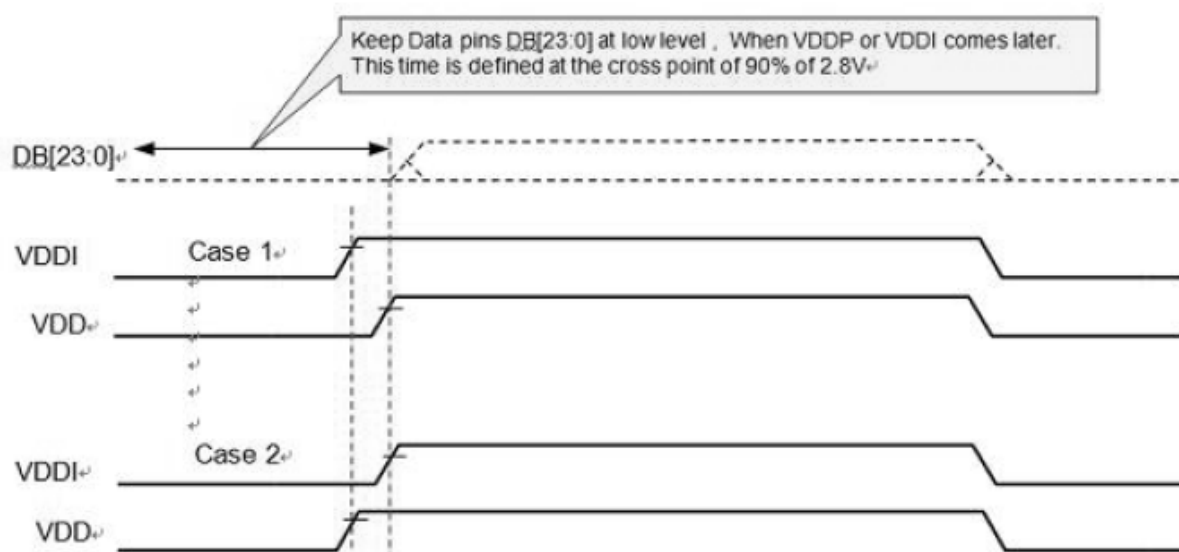 Keep Data pins DB[23:0] at low level , When VDDP or VDDI comes later.
This time is defined at the cross point of 90% of 2.8V↵
DB[23:0]↵
VDDI
Case 1↵
↵
↵
VDD↵
↵
↵
↵
↵
Case 2↵
VDDI↵
VDD↵